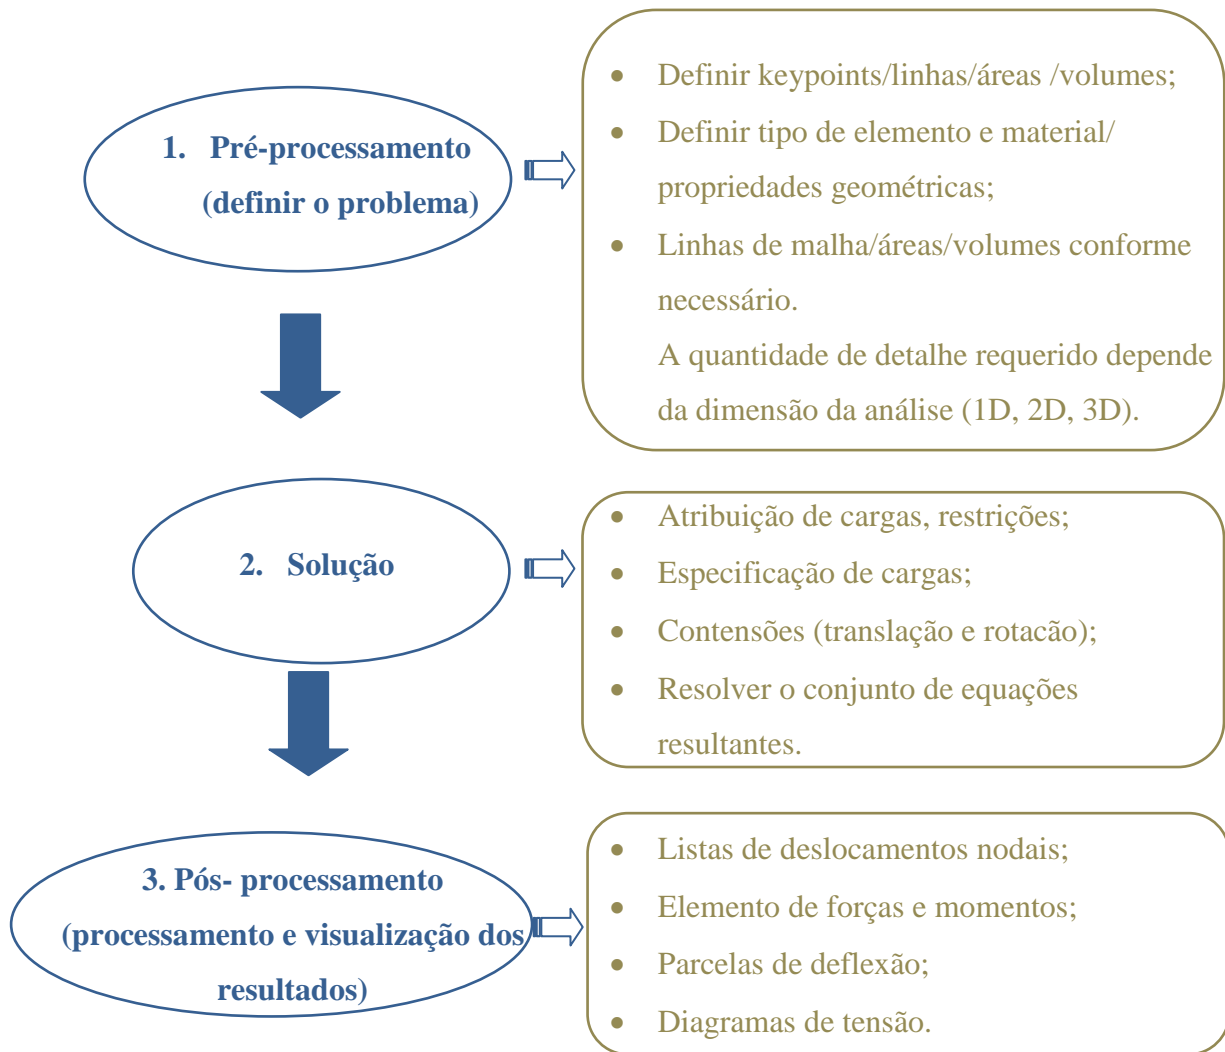 1. Pré-processamento
(definir o problema)
• Definir keypoints/linhas/áreas /volumes;
• Definir tipo de elemento e material/
propriedades geométricas;
• Linhas de malha/áreas/volumes conforme
necessário.
A quantidade de detalhe requerido depende
da dimensão da análise (1D, 2D, 3D).
2. Solução
• Atribuição de cargas, restrições;
• Especificação de cargas;
• Contensões (translação e rotacão);
• Resolver o conjunto de equações
resultantes.
3. Pós- processamento
(processamento e visualização dos
resultados)
• Listas de deslocamentos nodais;
• Elemento de forças e momentos;
• Parcelas de deflexão;
• Diagramas de tensão.